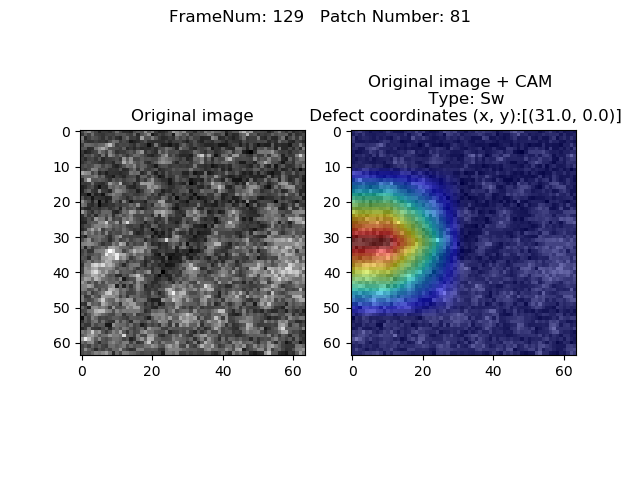 FrameNum: 129   Patch Number: 81
Original image
0
10
20
30
40
50
60
0 20 40 60
Original image + CAM
Type: Sw
Defect coordinates (x, y):[(31.0, 0.0)]
0
10
20
30
40
50
60
0 20 40 60